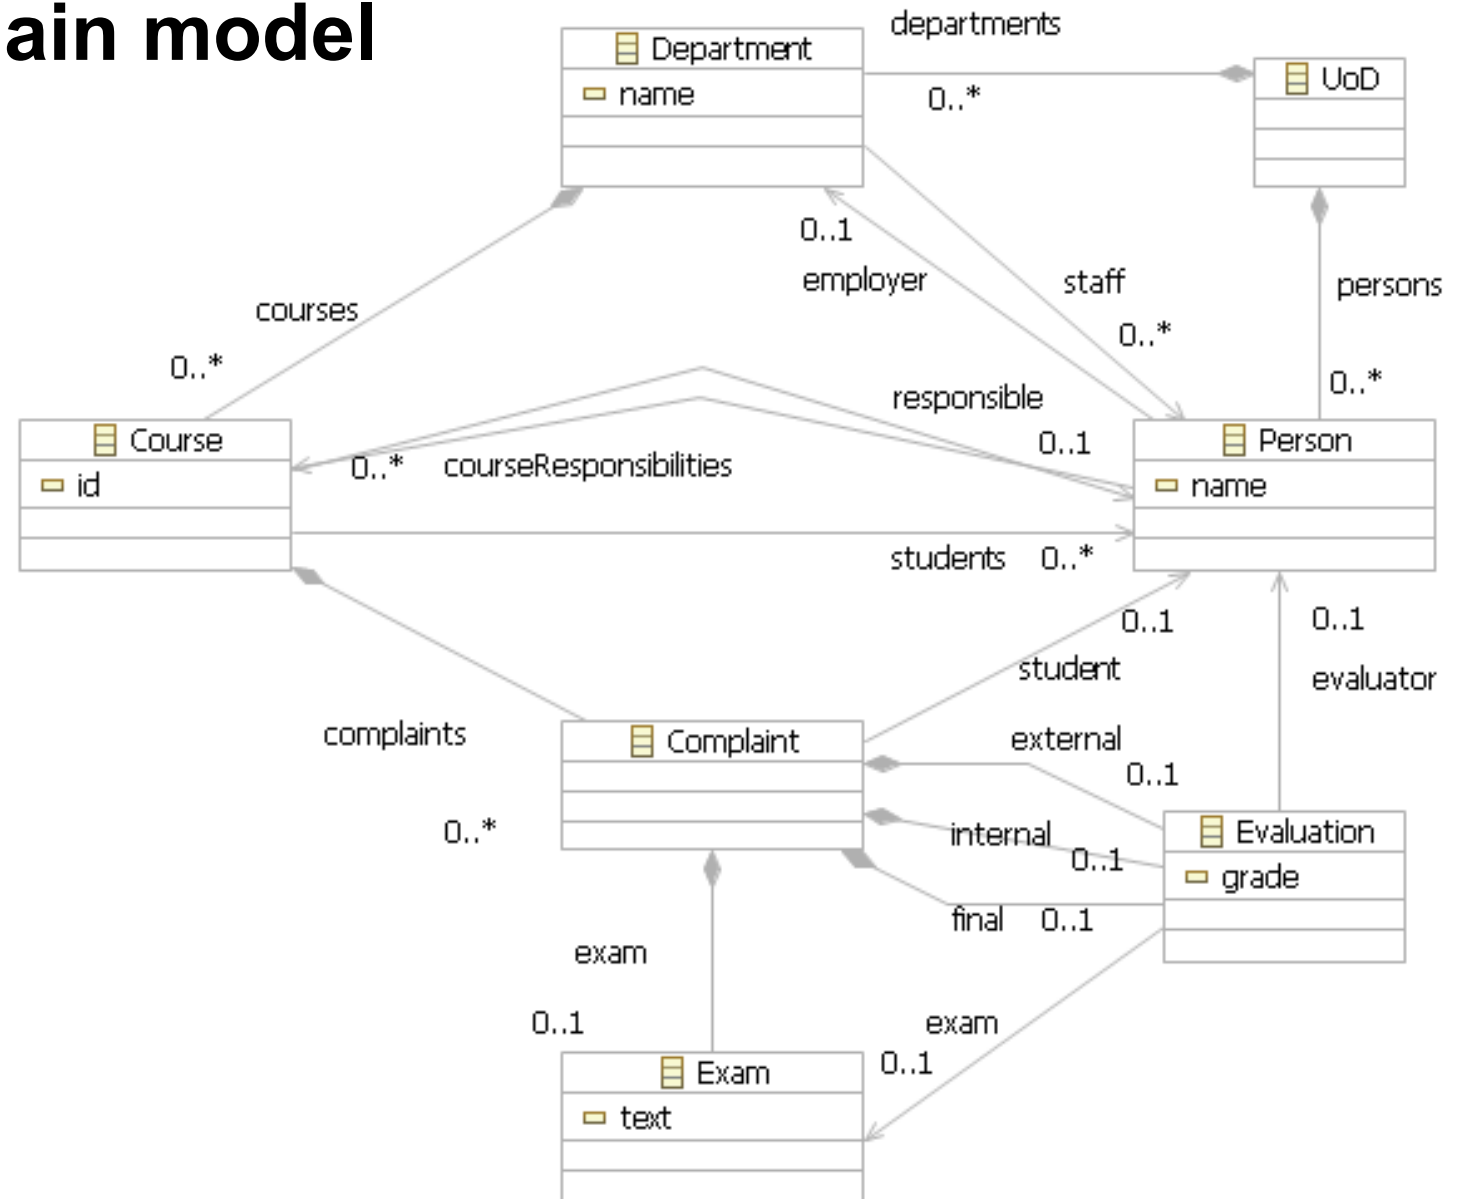 ain model
departments
Department
UoD
name
0..*
0..1
employer
staff
persons
courses
0..*
0..*
0..*
responsible
0..1
Course
Person
0..*
courseResponsibilities
id
name
students
0..*
0..1
0..1
student
evaluator
complaints
Complaint
external
0..1
0..*
internal
0..1
Evaluation
grade
final
0..1
exam
0..1
exam
0..1
Exam
text